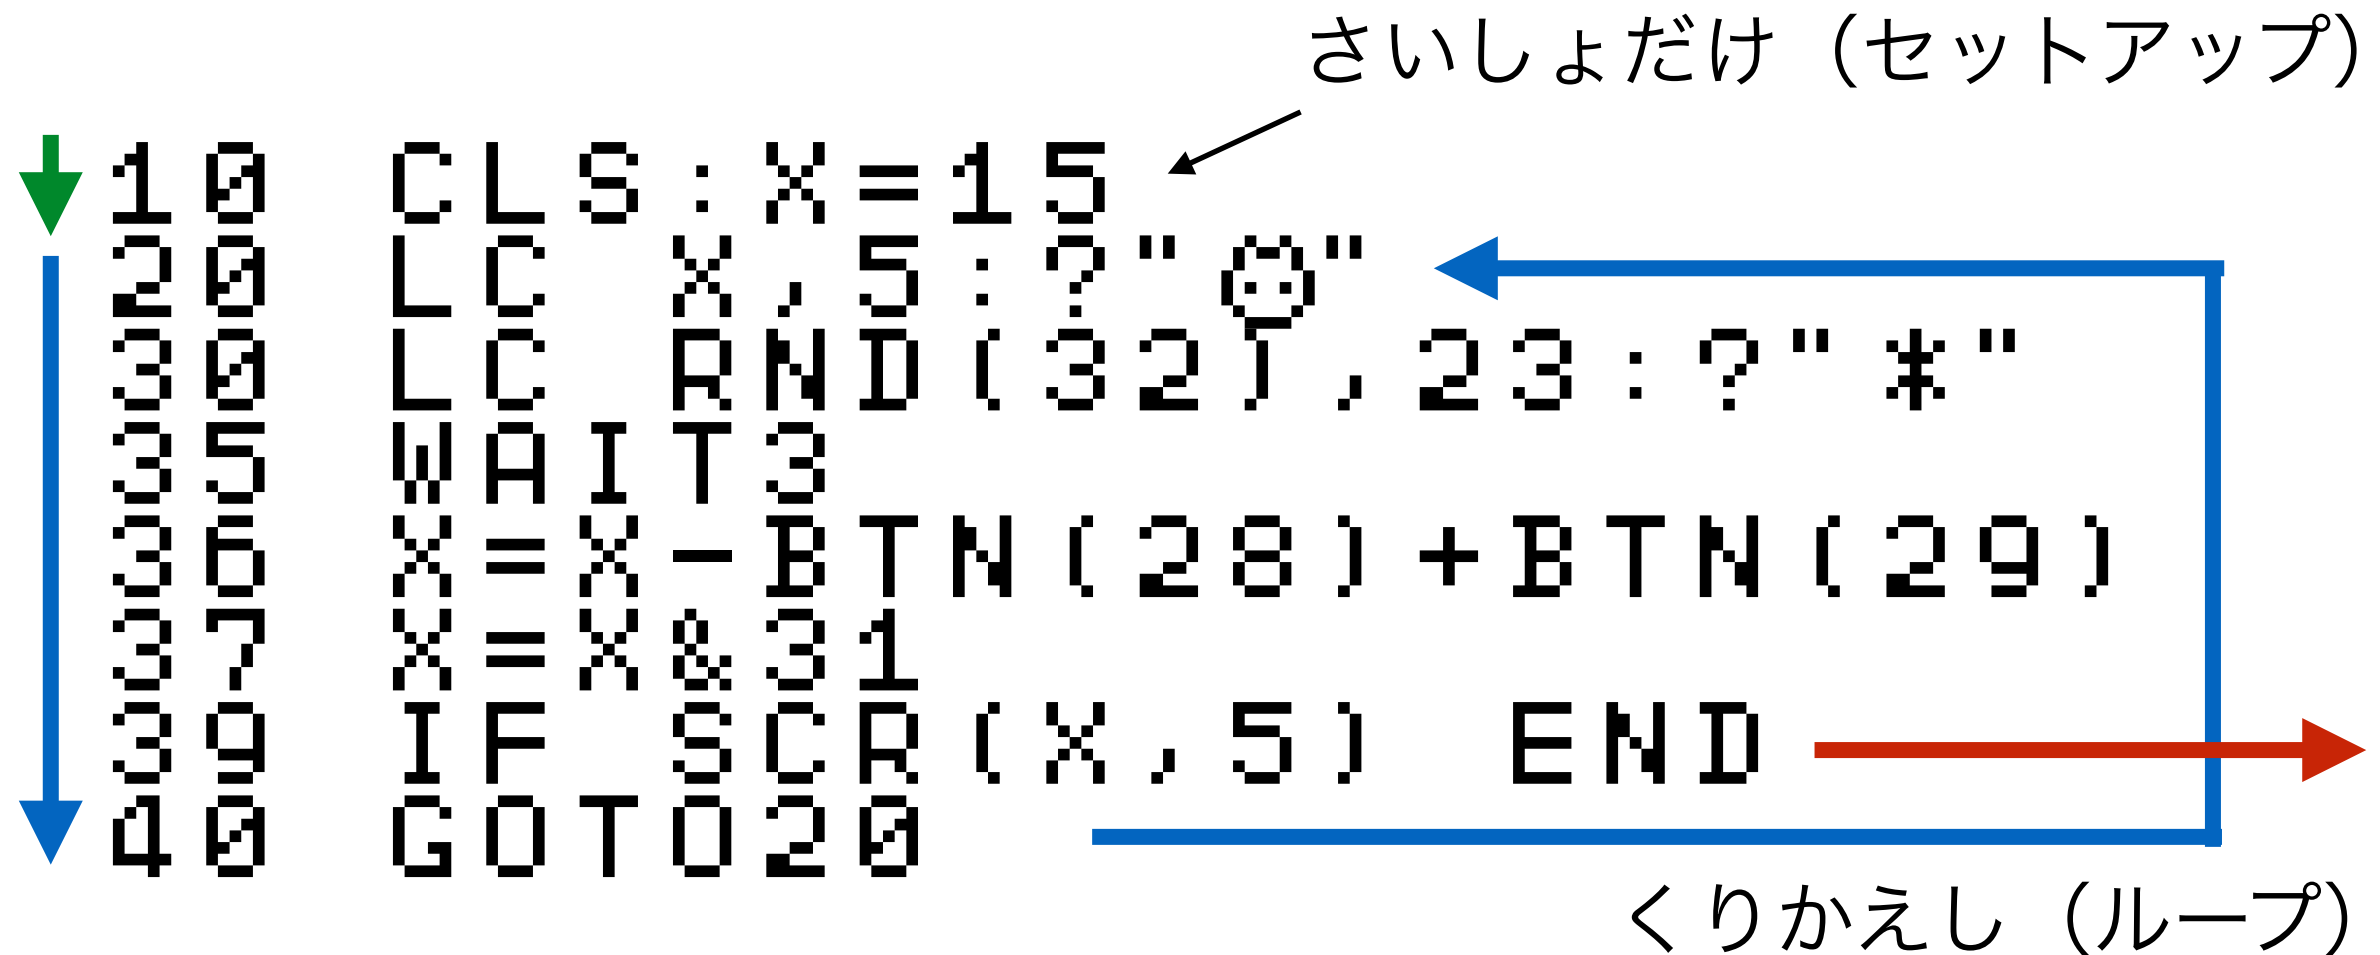 さいしょだけ（セットアップ）
10 CLS:X=15
20 LC X,5:?"🐱"
30 LC RND(32),23:?"*"
35 WAIT3
36 X=X-BTN(28)+BTN(29)
37 X=X&31
39 IF SCR(X,5) END
40 GOTO20
くりかえし（ループ）